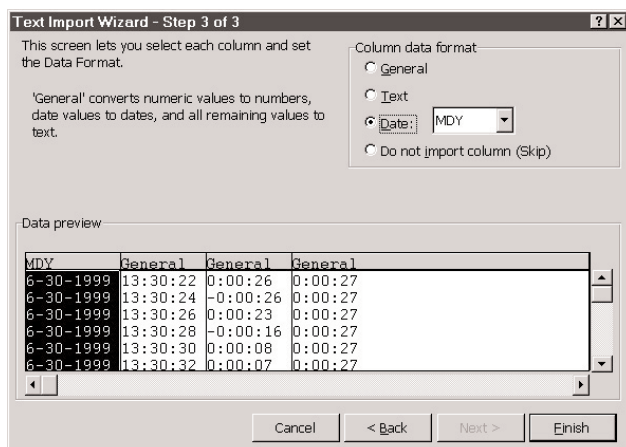 Text Import Wizard - Step 3 of 3
This screen lets you select each column and set
the Data Format.
'General' converts numeric values to numbers,
date values to dates, and all remaining values to
text.
Column data format
General
Text
Date: MDY
Do not import column (Skip)
Data preview
MDY General General General
6-30-1999 13:30:22 0:00:26 0:00:27
6-30-1999 13:30:24 -0:00:26 0:00:27
6-30-1999 13:30:26 0:00:23 0:00:27
6-30-1999 13:30:28 -0:00:16 0:00:27
6-30-1999 13:30:30 0:00:08 0:00:27
6-30-1999 13:30:32 0:00:07 0:00:27
Cancel < Back Next > Finish